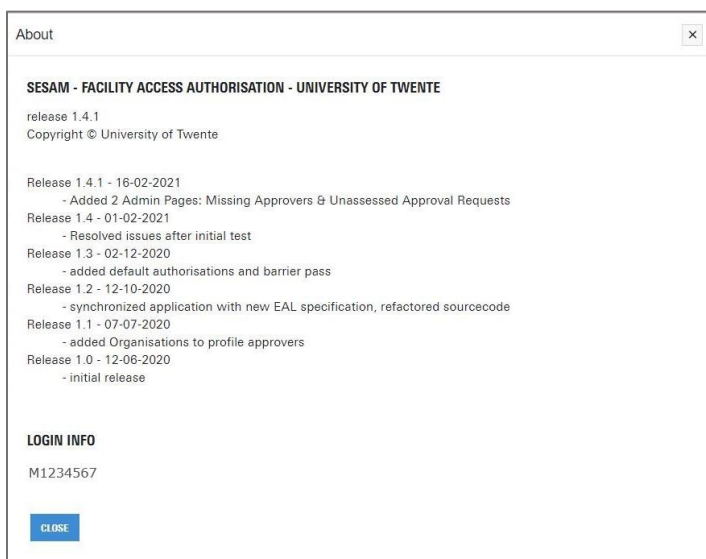 About
×
SESAM - FACILITY ACCESS AUTHORISATION - UNIVERSITY OF TWENTE
release 1.4.1
Copyright © University of Twente
Release 1.4.1 - 16-02-2021
- Added 2 Admin Pages: Missing Approvers & Unassessed Approval Requests
Release 1.4 - 01-02-2021
- Resolved issues after initial test
Release 1.3 - 02-12-2020
- added default authorisations and barrier pass
Release 1.2 - 12-10-2020
- synchronized application with new EAL specification, refactored sourcecode
Release 1.1 - 07-07-2020
- added Organisations to profile approvers
Release 1.0 - 12-06-2020
- initial release
LOGIN INFO
M1234567
CLOSE